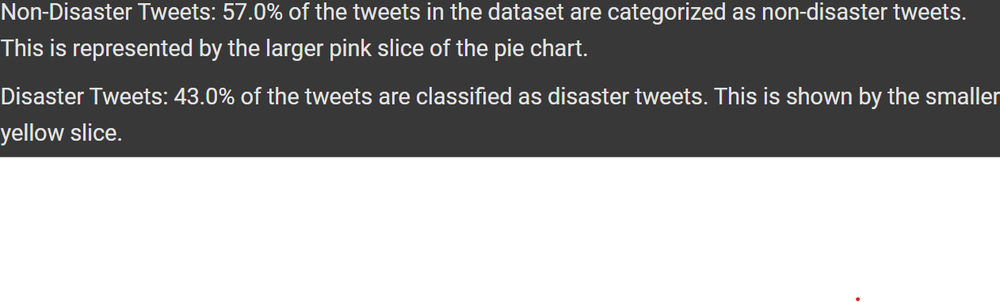 Non-Disaster Tweets: 57.0% of the tweets in the dataset are categorized as non-disaster tweets.
This is represented by the larger pink slice of the pie chart.
Disaster Tweets: 43.0% of the tweets are classified as disaster tweets. This is shown by the smaller
yellow slice.